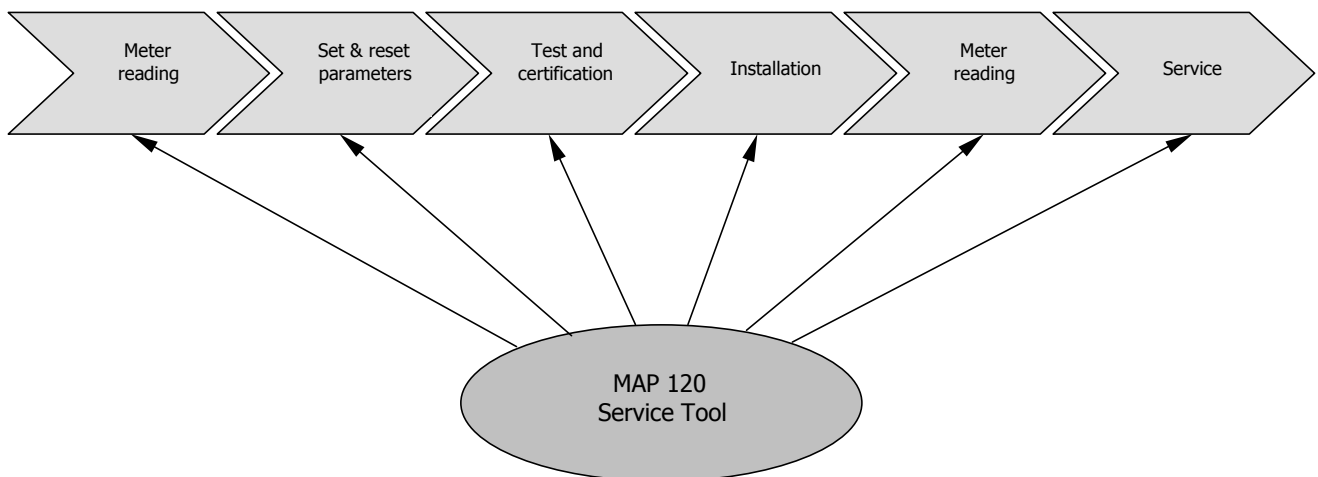 Meter
reading
Set & reset
parameters
Test and
certification
Installation
Meter
reading
Service
MAP 120
Service Tool